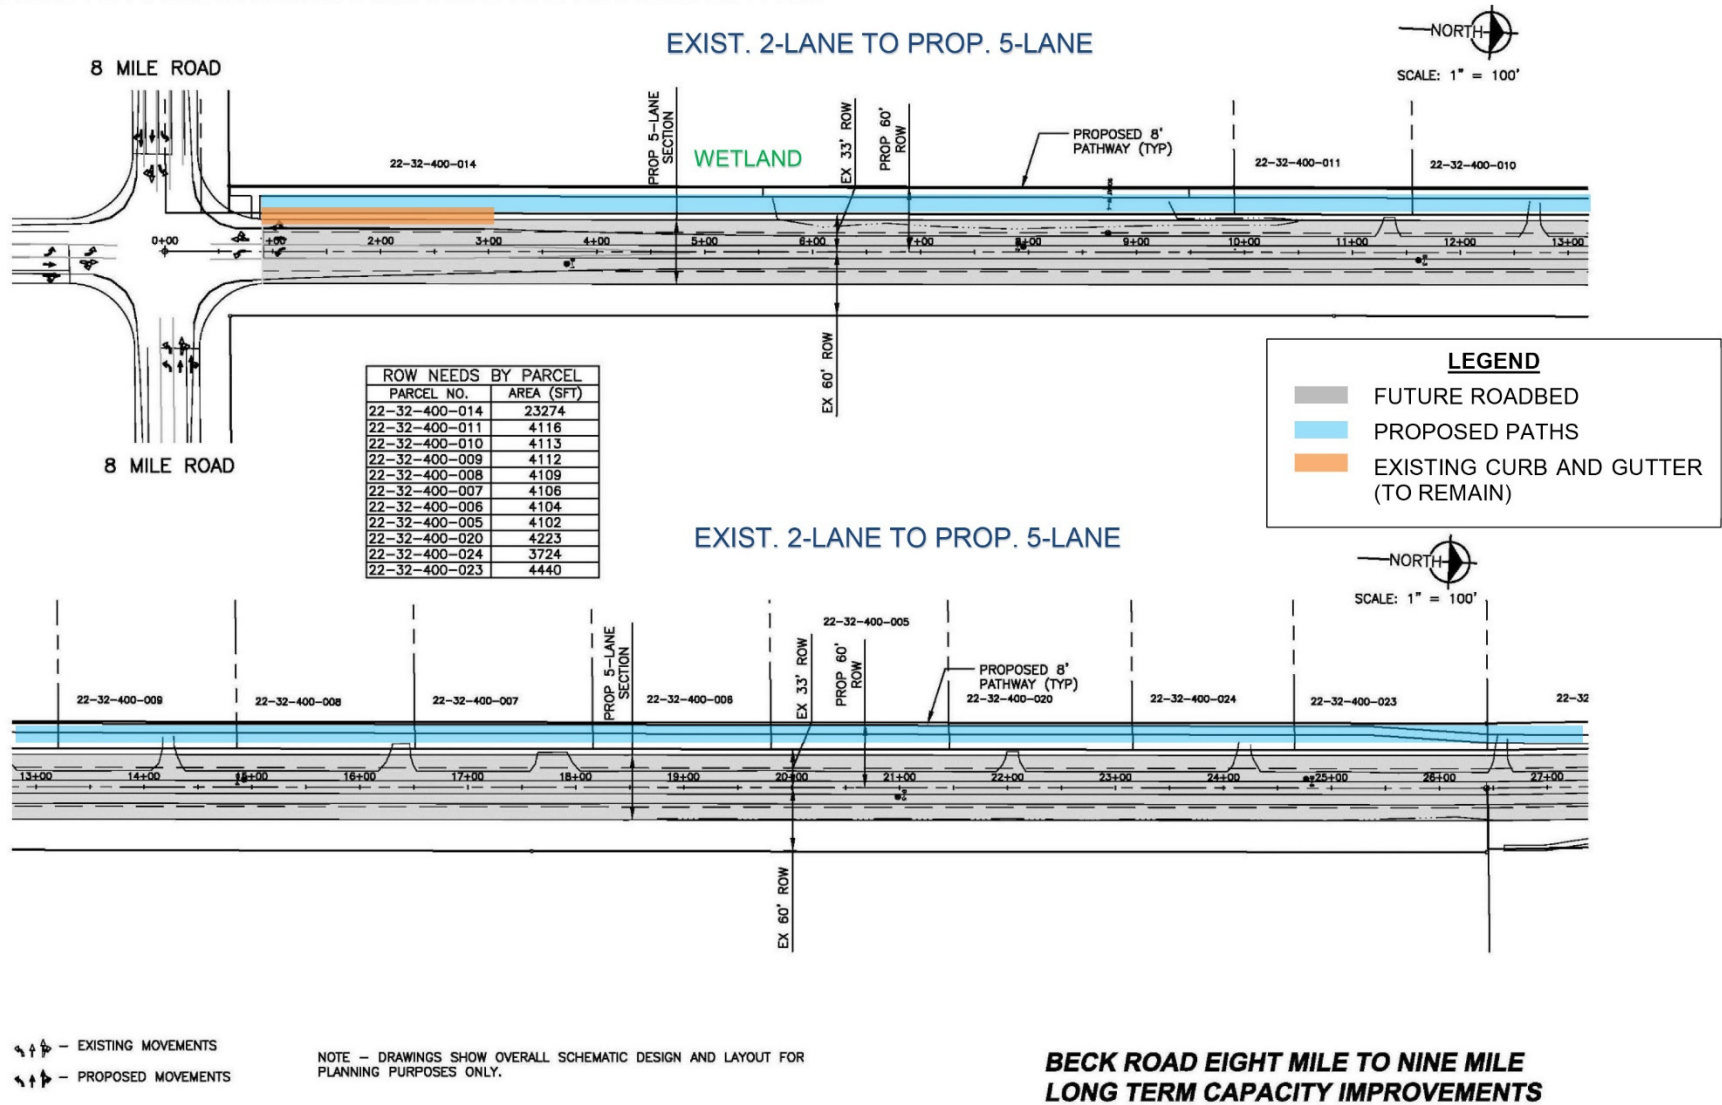 EXIST. 2-LANE TO PROP. 5-LANE
NORTH
SCALE: 1" = 100'
8 MILE ROAD
22-32-400-014
PROP 5-LANE
SECTION
WETLAND
EX 33' ROW
PROP 60'
ROW
PROPOSED 8'
PATHWAY (TYP)
22-32-400-011
22-32-400-010
0+00
+00
2+00
3+00
4+00
5+00
6+00
7+00
8+00
9+00
10+00
11+00
12+00
13+00
EX 60' ROW
8 MILE ROAD
ROW NEEDS BY PARCEL
PARCEL NO. AREA (SFT)
22-32-400-014 23274
22-32-400-011 4116
22-32-400-010 4113
22-32-400-009 4112
22-32-400-008 4109
22-32-400-007 4106
22-32-400-006 4104
22-32-400-005 4102
22-32-400-020 4223
22-32-400-024 3724
22-32-400-023 4440
LEGEND
FUTURE ROADBED
PROPOSED PATHS
EXISTING CURB AND GUTTER
(TO REMAIN)
EXIST. 2-LANE TO PROP. 5-LANE
NORTH
SCALE: 1" = 100'
22-32-400-009
22-32-400-008
22-32-400-007
PROP 5-LANE
SECTION
22-32-400-006
EX 33' ROW
22-32-400-005
PROP 60'
ROW
PROPOSED 8'
PATHWAY (TYP)
22-32-400-020
22-32-400-024
22-32-400-023
22-32
13+00
14+00
15+00
16+00
17+00
18+00
19+00
20+00
21+00
22+00
23+00
24+00
25+00
26+00
27+00
EX 60' ROW
– EXISTING MOVEMENTS
– PROPOSED MOVEMENTS
NOTE – DRAWINGS SHOW OVERALL SCHEMATIC DESIGN AND LAYOUT FOR
PLANNING PURPOSES ONLY.
BECK ROAD EIGHT MILE TO NINE MILE
LONG TERM CAPACITY IMPROVEMENTS